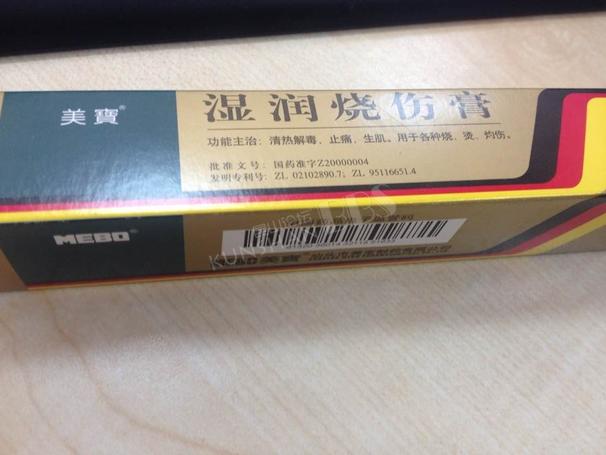 美寶®
湿润烧伤膏
功能主治：清热解毒、止痛、生肌。用于各种烧、烫、灼伤。
批准文号：国药准字Z20000004
发明专利号：ZL 02102890.7；ZL 95116651.4
MEBO®
美寶®